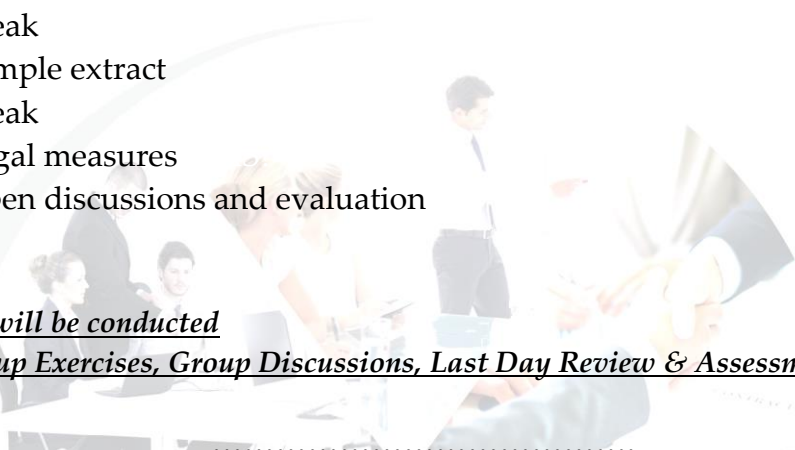 eak
mple extract
eak
gal measures
en discussions and evaluation
will be conducted
up Exercises, Group Discussions, Last Day Review & Assessm